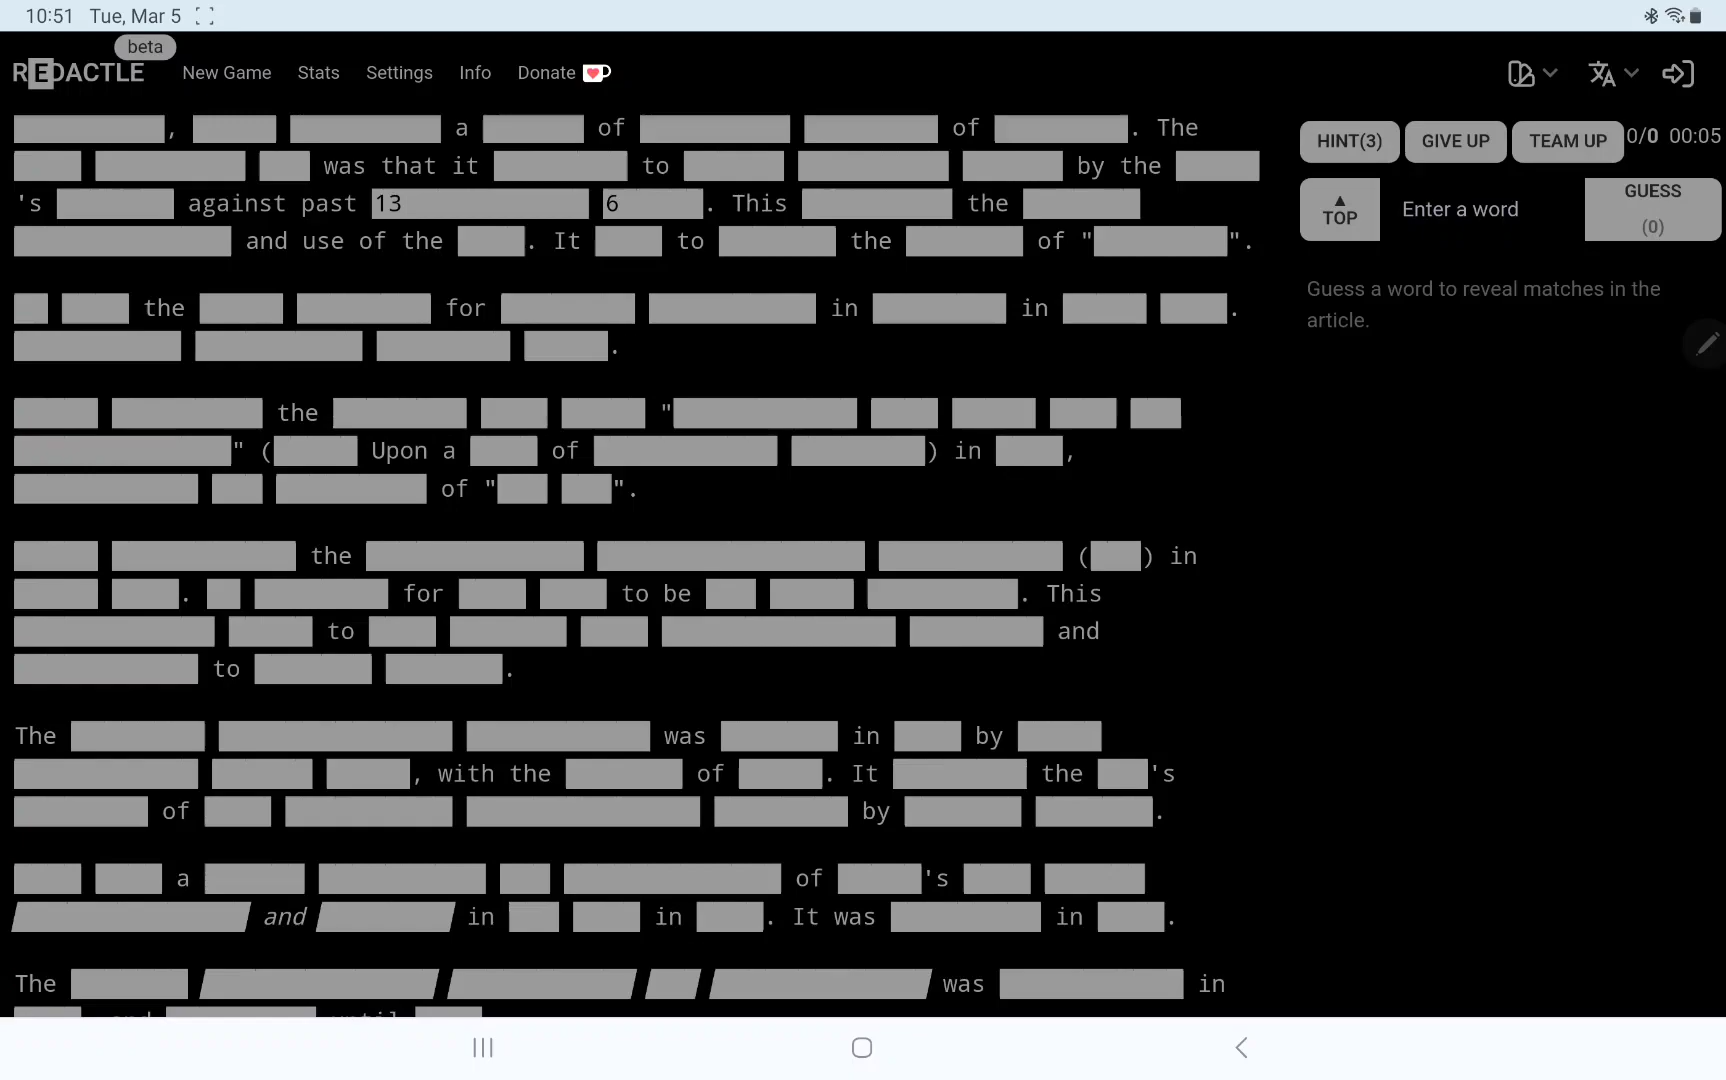 10:51 Tue, Mar 5
beta
REDACTLE New Game Stats Settings Info Donate
, a of of . The
was that it to by the
's against past 13 6 . This the
and use of the . It to the of " ".
the for in in .
.
the "
" ( Upon a of ) in ,
of " ".
the ( ) in
. for to be . This
to and
to .
The was in by
, with the of . It the 's
of by .
a of 's
and in in . It was in .
The was in
and until
HINT(3) GIVE UP TEAM UP 0/0 00:05
▲
TOP
Enter a word
GUESS
(0)
Guess a word to reveal matches in the
article.